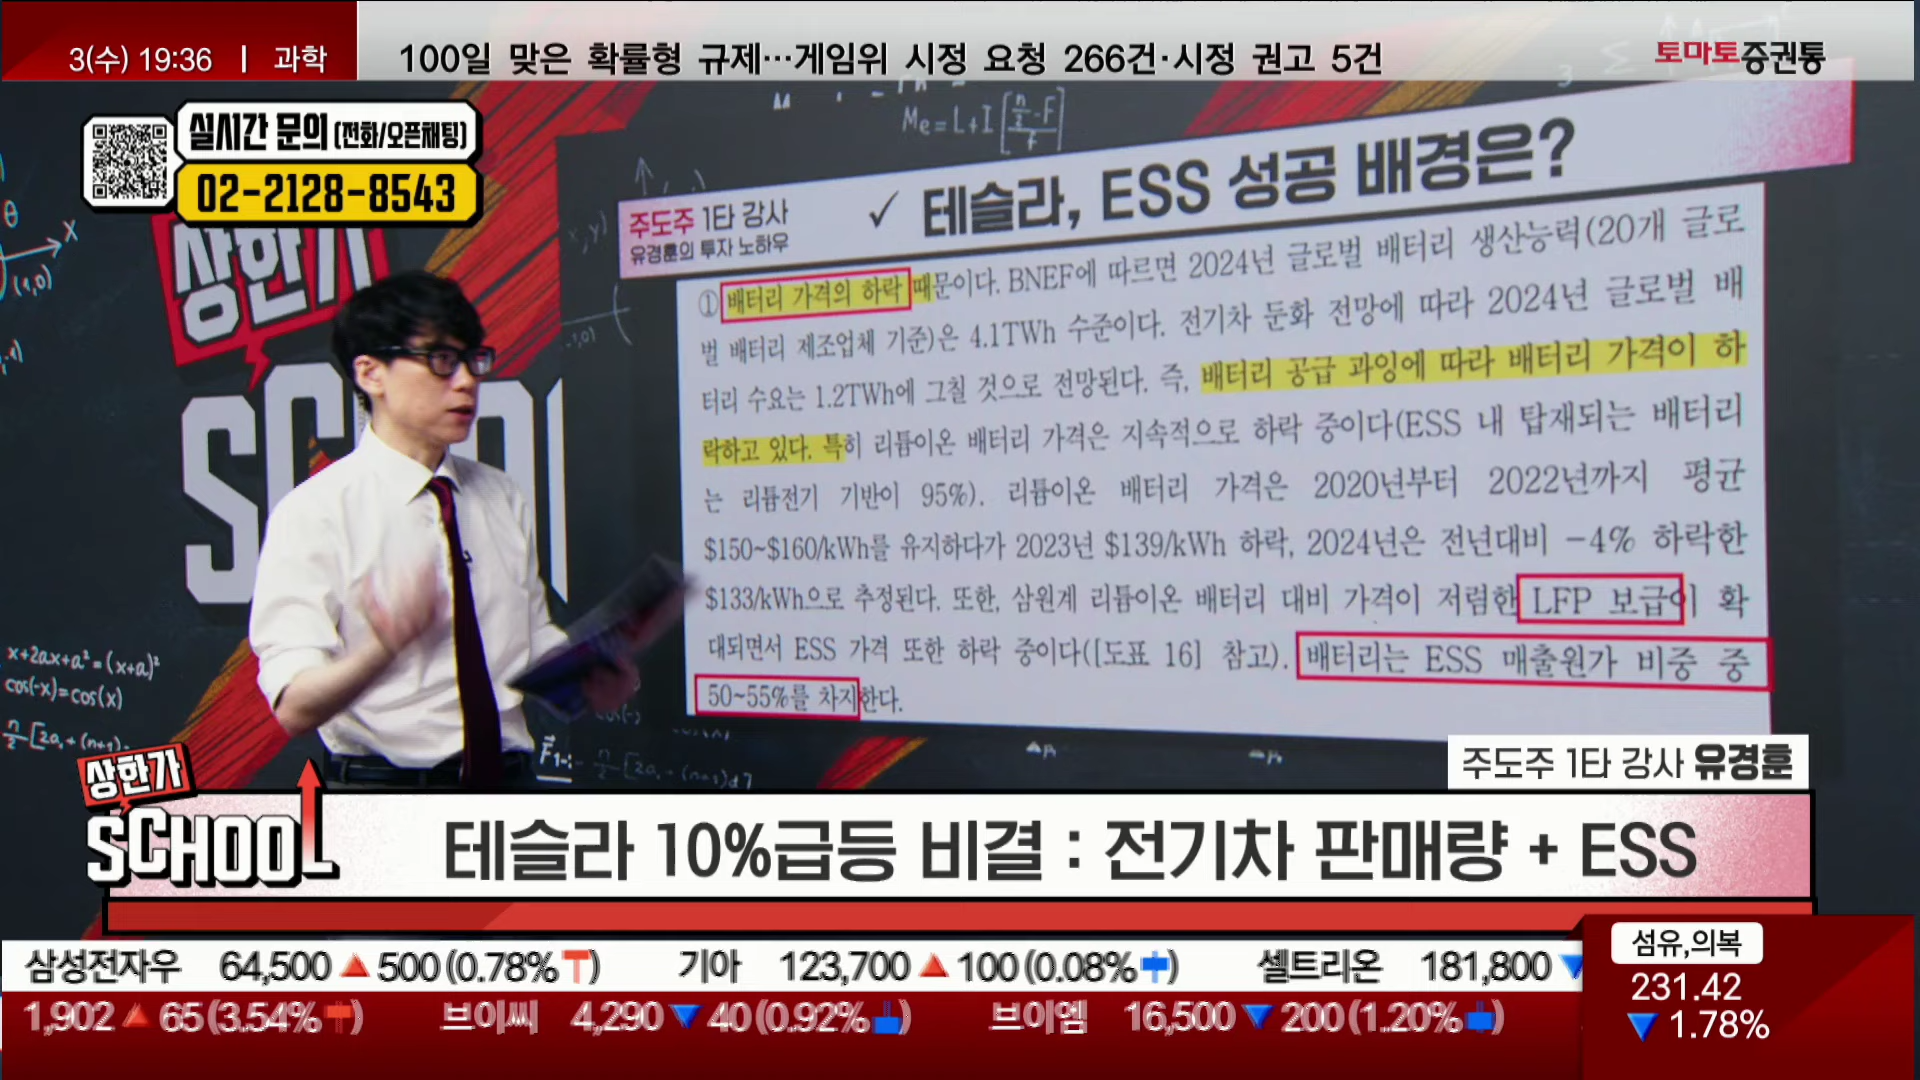 3(수) 19:36 | 과학
100일 맞은 확률형 규제…게임위 시정 요청 266건·시정 권고 5건
토마토증권통
실시간 문의 (전화/오픈채팅)
02-2128-8543
상한가
주도주 1타 강사
유경훈의 투자 노하우
✓ 테슬라, ESS 성공 배경은?
① 배터리 가격의 하락 때문이다. BNEF에 따르면 2024년 글로벌 배터리 생산능력(20개 글로
벌 배터리 제조업체 기준)은 4.1TWh 수준이다. 전기차 둔화 전망에 따라 2024년 글로벌 배
터리 수요는 1.2TWh에 그칠 것으로 전망된다. 즉, 배터리 공급 과잉에 따라 배터리 가격이 하
락하고 있다. 특히 리튬이온 배터리 가격은 지속적으로 하락 중이다(ESS 내 탑재되는 배터리
는 리튬전기 기반이 95%). 리튬이온 배터리 가격은 2020년부터 2022년까지 평균
$150~$160/kWh를 유지하다가 2023년 $139/kWh 하락, 2024년은 전년대비 -4% 하락한
$133/kWh으로 추정된다. 또한, 삼원계 리튬이온 배터리 대비 가격이 저렴한 LFP 보급이 확
대되면서 ESS 가격 또한 하락 중이다([도표 16] 참고). 배터리는 ESS 매출원가 비중 중
50~55%를 차지한다.
Me=L+I[
x+2ax+a²=(x+a)²
cos(-x)=cos(x)
주도주 1타 강사 유경훈
상한가
SCHOOL
테슬라 10%급등 비결 : 전기차 판매량 + ESS
삼성전자우 64,500 ▲ 500 (0.78%) 기아 123,700 ▲ 100 (0.08%) 셀트리온 181,800 ▼
1,902 ▲ 65 (3.54%) 브이씨 4,290 ▼ 40 (0.92%) 브이엠 16,500 ▼ 200 (1.20%)
섬유,의복
231.42
▼ 1.78%